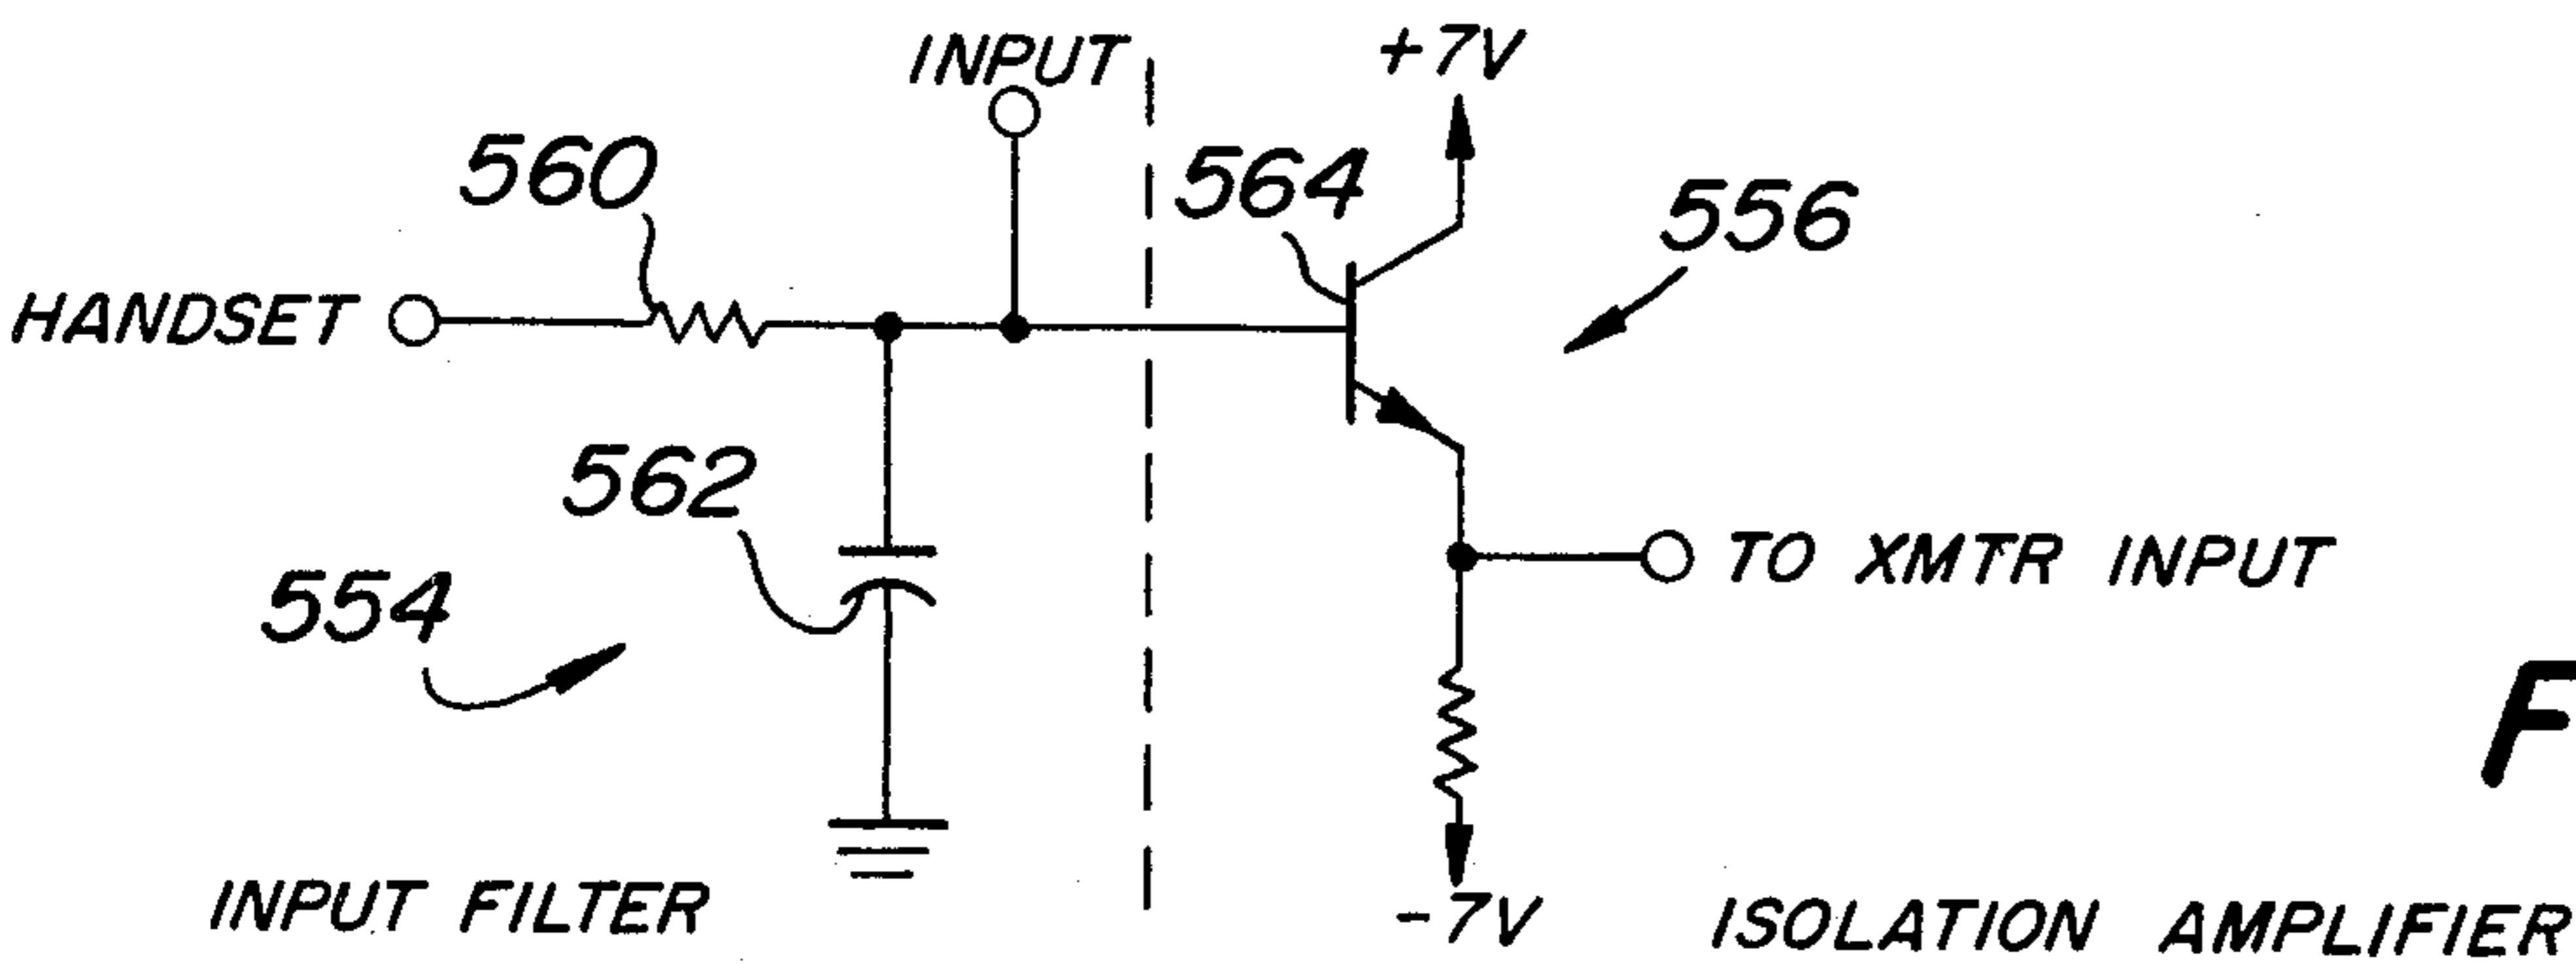 INPUT
+7V
560
564
556
HANDSET
562
554
TO XMTR INPUT
F
INPUT FILTER
-7V
ISOLATION AMPLIFIER